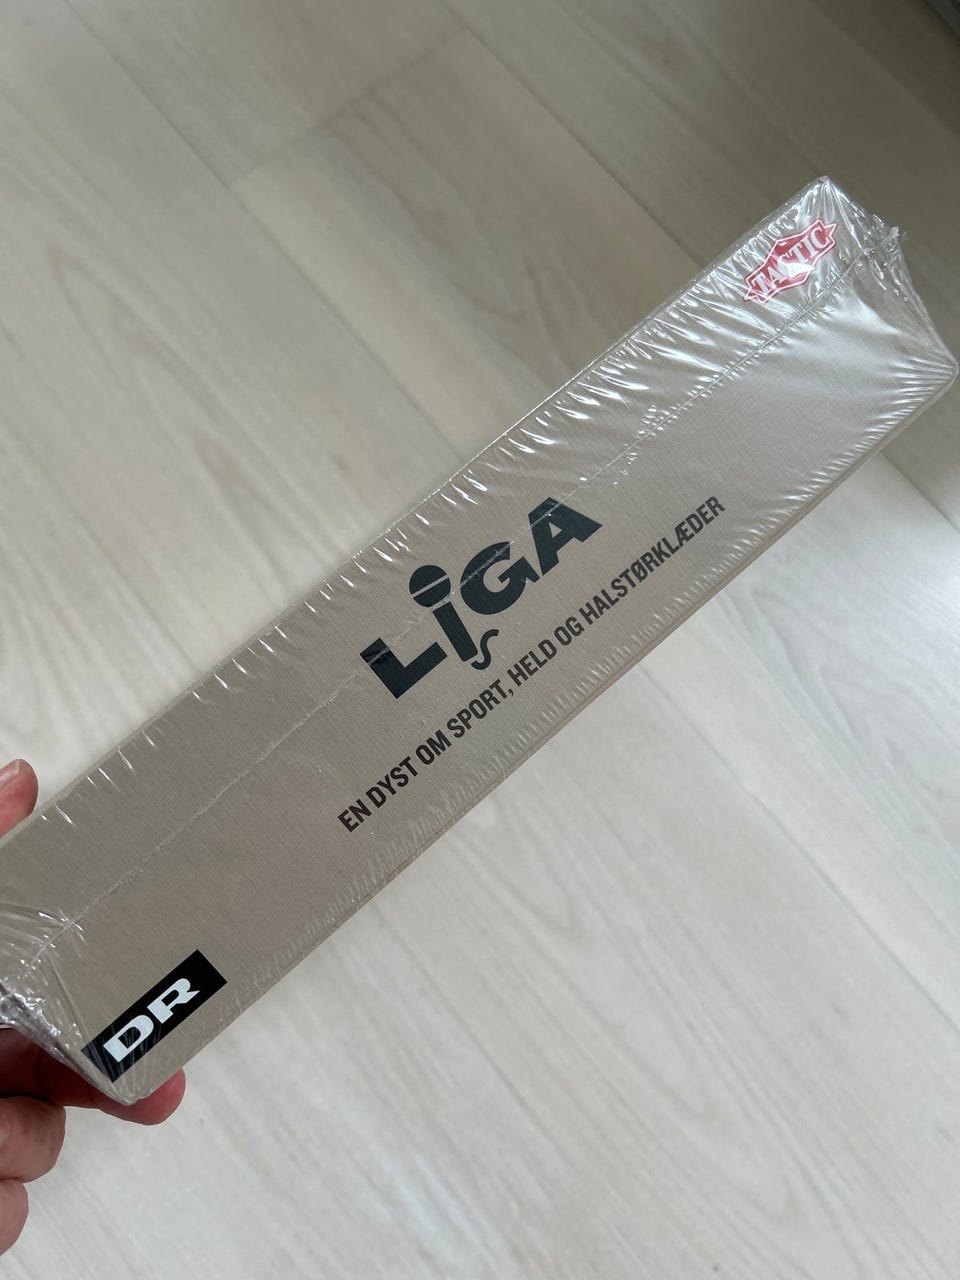 TACTIC
LiGA
EN DYST OM SPORT, HELD OG HALSTØRKLÆDER
DR